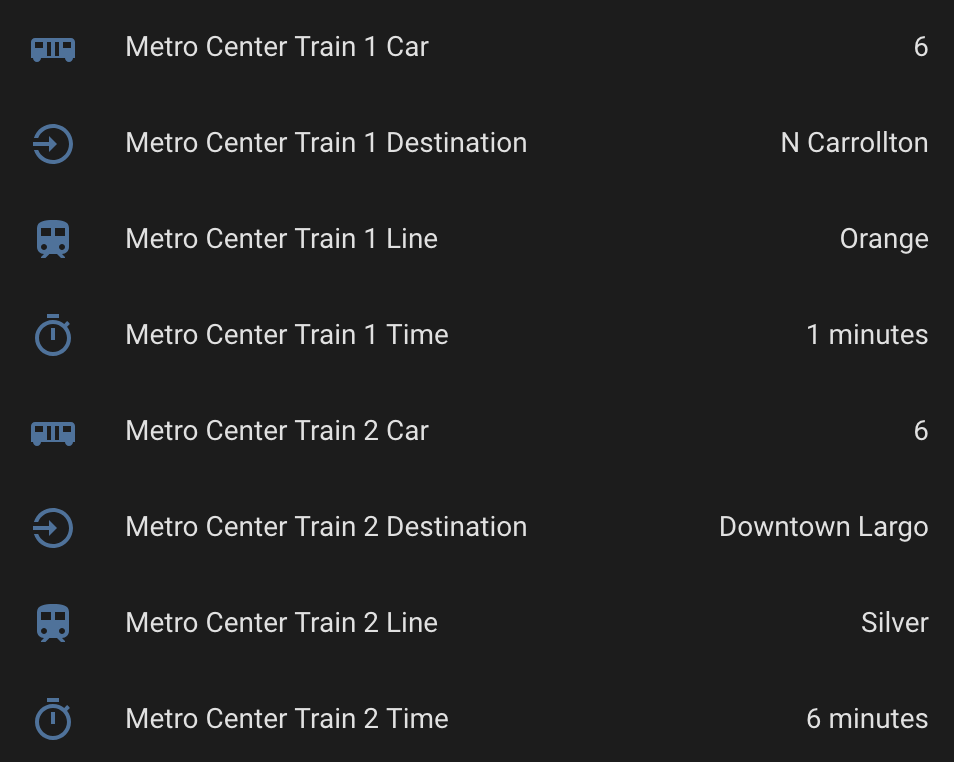 Metro Center Train 1 Car 6
Metro Center Train 1 Destination N Carrollton
Metro Center Train 1 Line Orange
Metro Center Train 1 Time 1 minutes
Metro Center Train 2 Car 6
Metro Center Train 2 Destination Downtown Largo
Metro Center Train 2 Line Silver
Metro Center Train 2 Time 6 minutes